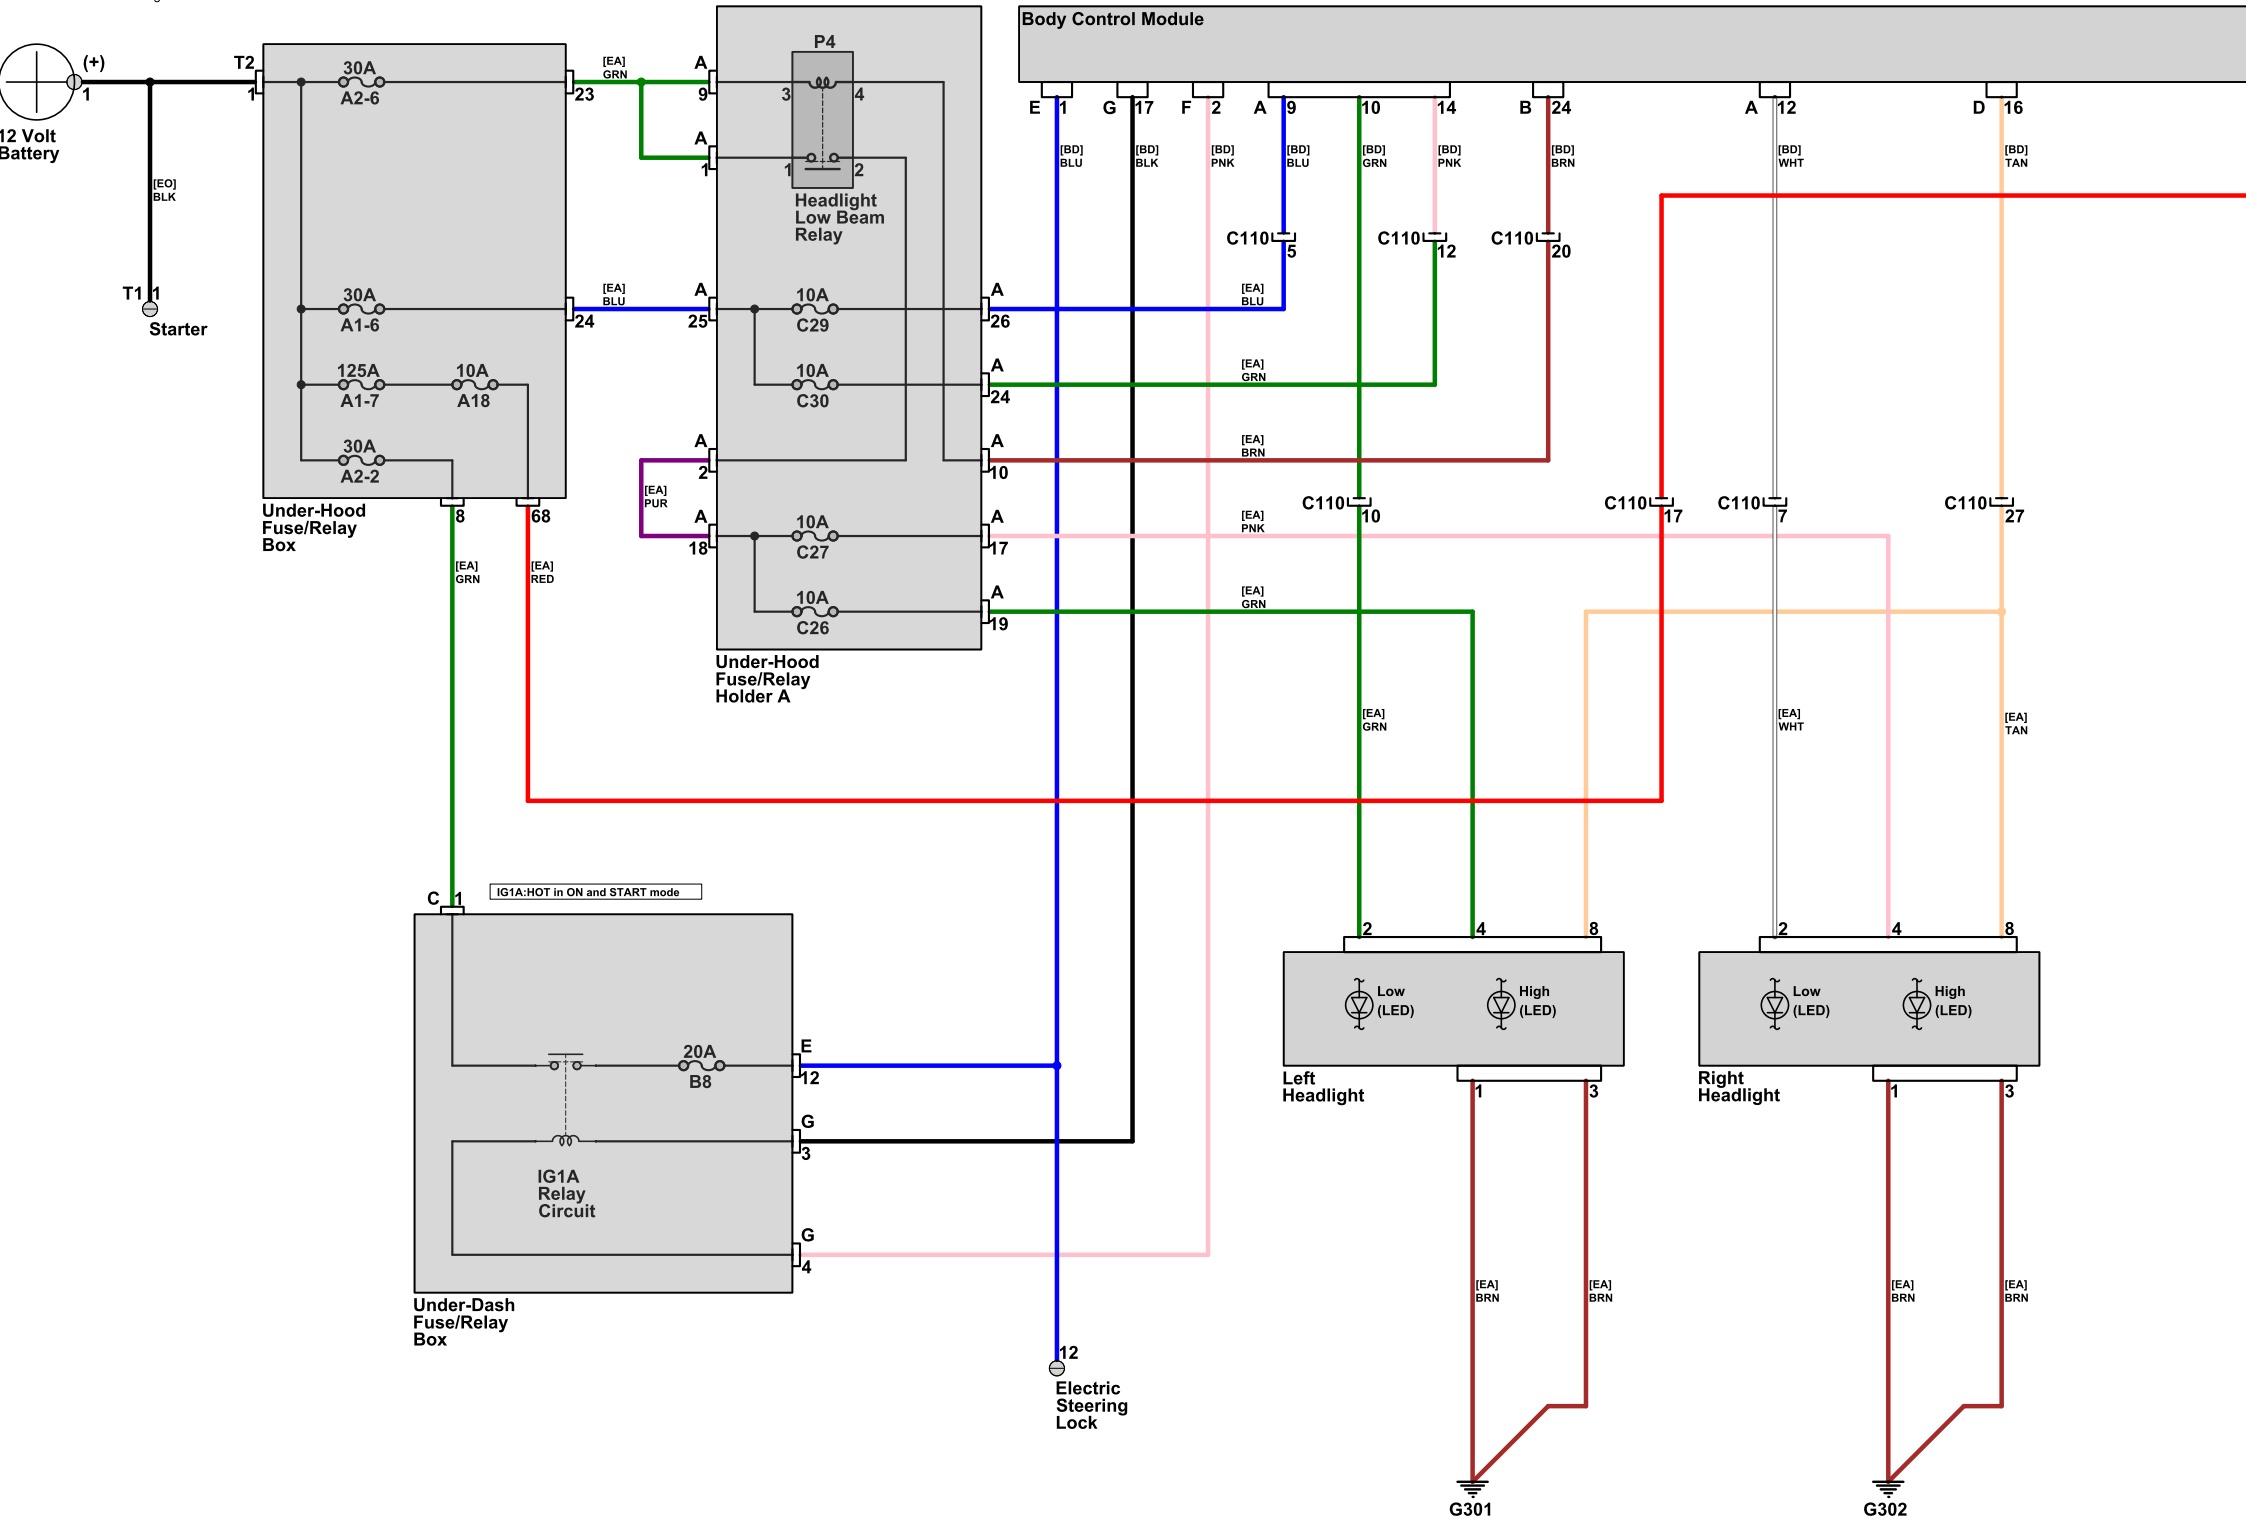 Body Control Module
P4
(+)
T2
30A
[EA]
GRN
A
1
1
A2-6
23
9
3
4
E
1
G
17
F
2
A
9
10
14
B
24
A
12
D
16
12 Volt
Battery
A
1
1
2
[BD]
BLU
[BD]
BLK
[BD]
PNK
[BD]
BLU
[BD]
GRN
[BD]
PNK
[BD]
BRN
[BD]
WHT
[BD]
TAN
[EO]
BLK
Headlight
Low Beam
Relay
C110
5
C110
12
C110
20
T1
1
Starter
30A
A1-6
24
[EA]
BLU
A
25
10A
C29
A
26
[EA]
BLU
125A
A1-7
10A
A18
10A
C30
A
24
[EA]
GRN
30A
A2-2
A
2
A
10
[EA]
BRN
8
68
Under-Hood
Fuse/Relay
Box
[EA]
PUR
A
18
10A
C27
A
17
[EA]
PNK
C110
10
C110
17
C110
7
C110
27
[EA]
GRN
[EA]
RED
10A
C26
A
19
[EA]
GRN
Under-Hood
Fuse/Relay
Holder A
[EA]
GRN
[EA]
WHT
[EA]
TAN
C
1
IG1A:HOT in ON and START mode
2
4
8
2
4
8
Low
(LED)
High
(LED)
Low
(LED)
High
(LED)
20A
B8
E
12
Left
Headlight
1
3
Right
Headlight
1
3
G
3
IG1A
Relay
Circuit
G
4
[EA]
BRN
[EA]
BRN
[EA]
BRN
[EA]
BRN
Under-Dash
Fuse/Relay
Box
12
Electric
Steering
Lock
G301
G302